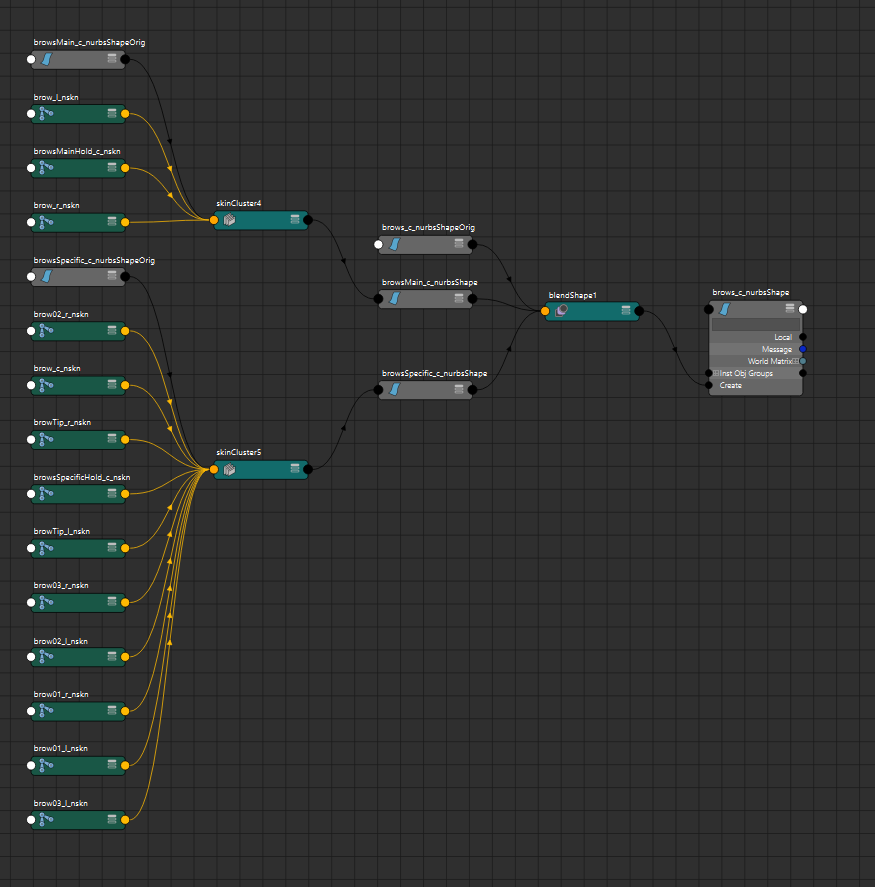 browsMain_c_nurbsShapeOrig
brow_l_nskn
browsMainHold_c_nskn
brow_r_nskn
browsSpecific_c_nurbsShapeOrig
brow02_r_nskn
brow_c_nskn
browTip_r_nskn
browsSpecificHold_c_nskn
browTip_l_nskn
brow03_r_nskn
brow02_l_nskn
brow01_r_nskn
brow01_l_nskn
brow03_l_nskn
skinCluster4
skinCluster5
brows_c_nurbsShapeOrig
browsMain_c_nurbsShape
browsSpecific_c_nurbsShape
blendShape1
brows_c_nurbsShape
Local
Message
World Matrix
Inst Obj Groups
Create